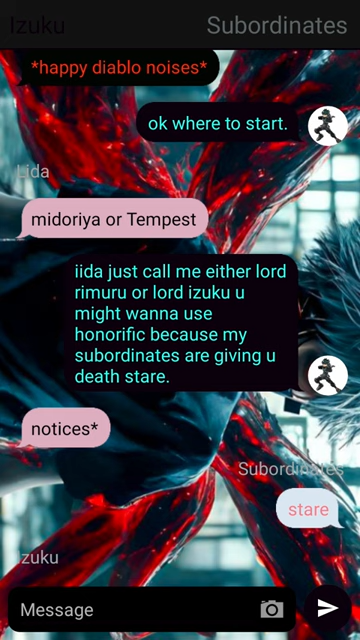 Izuku
Subordinates
*happy diablo noises*
ok where to start.
Lida
midoriya or Tempest
iida just call me either lord
rimuru or lord izuku u
might wanna use
honorific because my
subordinates are giving u
death stare.
notices*
Subordinates
stare
Izuku
Message